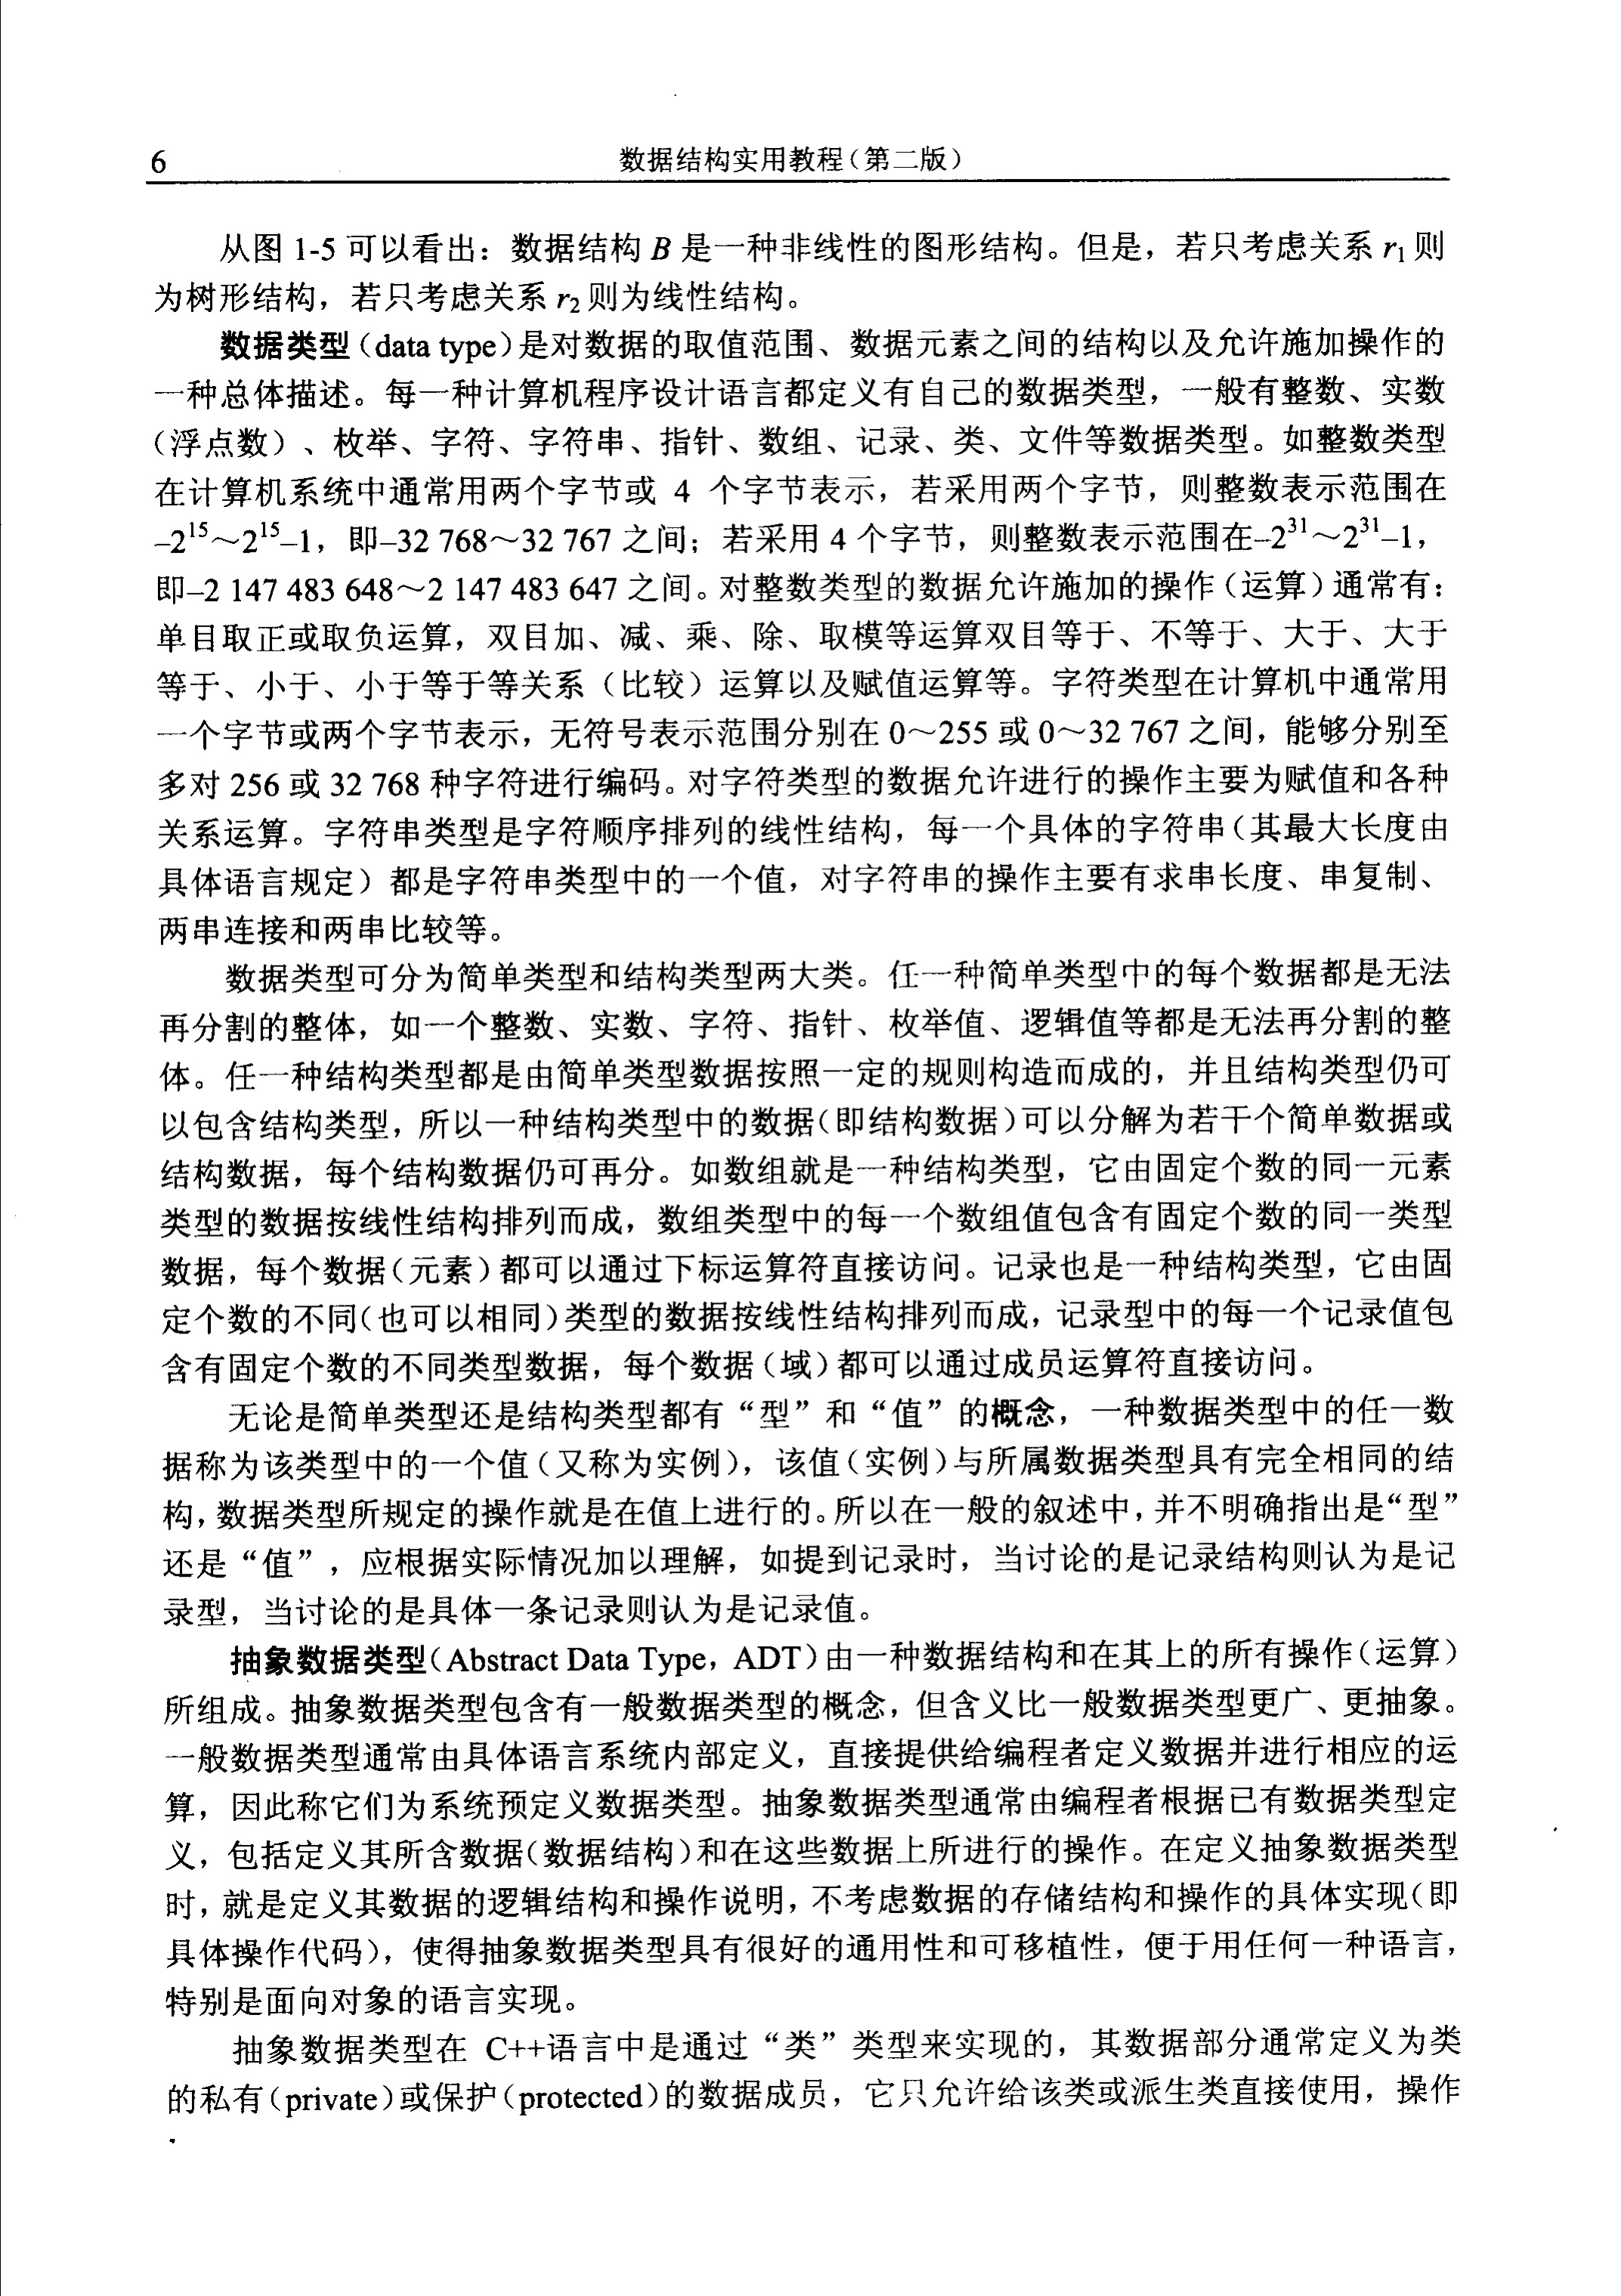 6
数据结构实用教程(第二版)
从图 1-5 可以看出：数据结构 B 是一种非线性的图形结构。但是，若只考虑关系 r₁ 则
为树形结构，若只考虑关系 r₂ 则为线性结构。
数据类型(data type)是对数据的取值范围、数据元素之间的结构以及允许施加操作的
一种总体描述。每一种计算机程序设计语言都定义有自己的数据类型，一般有整数、实数
(浮点数)、枚举、字符、字符串、指针、数组、记录、类、文件等数据类型。如整数类型
在计算机系统中通常用两个字节或 4 个字节表示，若采用两个字节，则整数表示范围在
–2¹⁵～2¹⁵–1，即–32 768～32 767 之间；若采用 4 个字节，则整数表示范围在–2³¹～2³¹–1，
即–2 147 483 648～2 147 483 647 之间。对整数类型的数据允许施加的操作(运算)通常有：
单目取正或取负运算，双目加、减、乘、除、取模等运算双目等于、不等于、大于、大于
等于、小于、小于等于等关系(比较)运算以及赋值运算等。字符类型在计算机中通常用
一个字节或两个字节表示，无符号表示范围分别在 0～255 或 0～32 767 之间，能够分别至
多对 256 或 32 768 种字符进行编码。对字符类型的数据允许进行的操作主要为赋值和各种
关系运算。字符串类型是字符顺序排列的线性结构，每一个具体的字符串(其最大长度由
具体语言规定)都是字符串类型中的一个值，对字符串的操作主要有求串长度、串复制、
两串连接和两串比较等。
数据类型可分为简单类型和结构类型两大类。任一种简单类型中的每个数据都是无法
再分割的整体，如一个整数、实数、字符、指针、枚举值、逻辑值等都是无法再分割的整
体。任一种结构类型都是由简单类型数据按照一定的规则构造而成的，并且结构类型仍可
以包含结构类型，所以一种结构类型中的数据(即结构数据)可以分解为若干个简单数据或
结构数据，每个结构数据仍可再分。如数组就是一种结构类型，它由固定个数的同一元素
类型的数据按线性结构排列而成，数组类型中的每一个数组值包含有固定个数的同一类型
数据，每个数据(元素)都可以通过下标运算符直接访问。记录也是一种结构类型，它由固
定个数的不同(也可以相同)类型的数据按线性结构排列而成，记录型中的每一个记录值包
含有固定个数的不同类型数据，每个数据(域)都可以通过成员运算符直接访问。
无论是简单类型还是结构类型都有“型”和“值”的概念，一种数据类型中的任一数
据称为该类型中的一个值(又称为实例)，该值(实例)与所属数据类型具有完全相同的结
构，数据类型所规定的操作就是在值上进行的。所以在一般的叙述中，并不明确指出是“型”
还是“值”，应根据实际情况加以理解，如提到记录时，当讨论的是记录结构则认为是记
录型，当讨论的是具体一条记录则认为是记录值。
抽象数据类型(Abstract Data Type，ADT)由一种数据结构和在其上的所有操作(运算)
所组成。抽象数据类型包含有一般数据类型的概念，但含义比一般数据类型更广、更抽象。
一般数据类型通常由具体语言系统内部定义，直接提供给编程者定义数据并进行相应的运
算，因此称它们为系统预定义数据类型。抽象数据类型通常由编程者根据已有数据类型定
义，包括定义其所含数据(数据结构)和在这些数据上所进行的操作。在定义抽象数据类型
时，就是定义其数据的逻辑结构和操作说明，不考虑数据的存储结构和操作的具体实现(即
具体操作代码)，使得抽象数据类型具有很好的通用性和可移植性，便于用任何一种语言，
特别是面向对象的语言实现。
抽象数据类型在 C++语言中是通过“类”类型来实现的，其数据部分通常定义为类
的私有(private)或保护(protected)的数据成员，它只允许给该类或派生类直接使用，操作